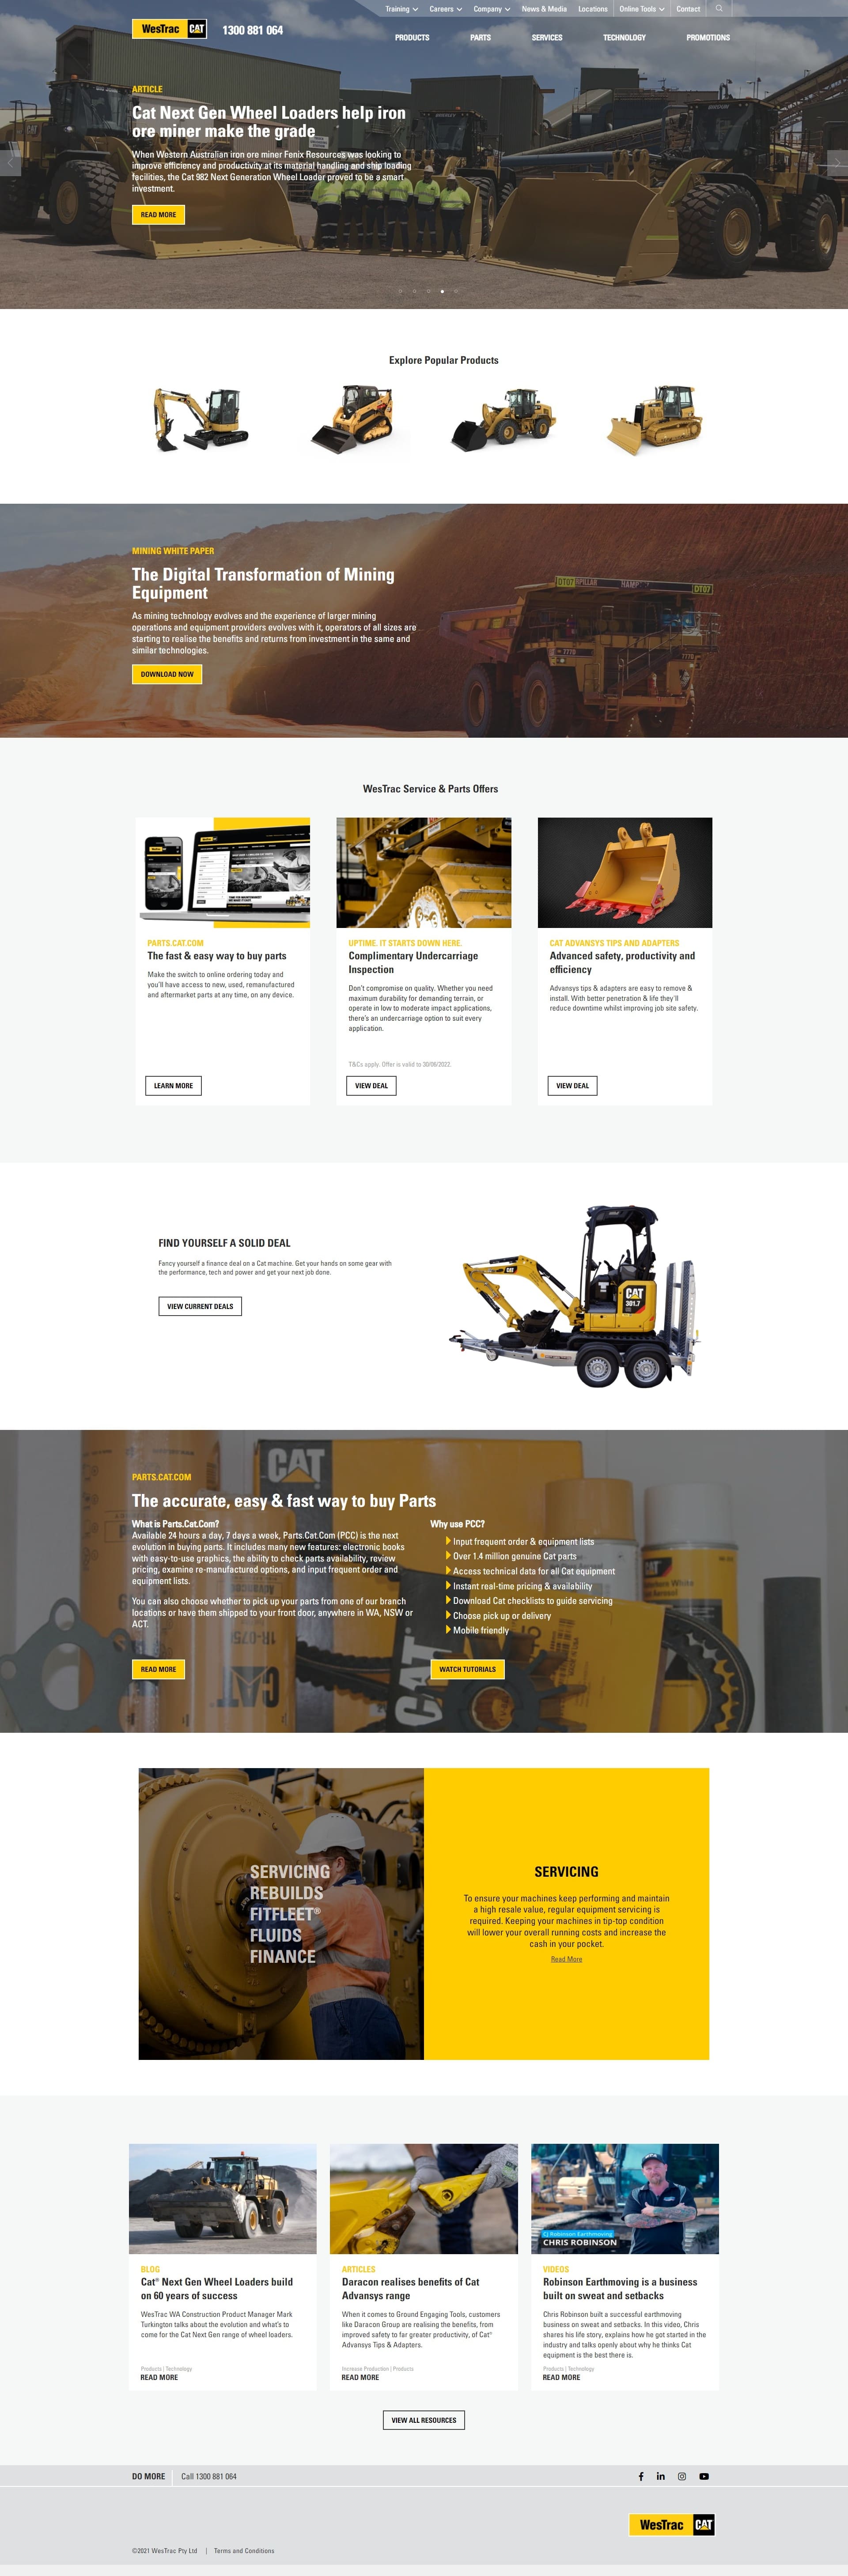 Training Careers Company News & Media Locations Online Tools Contact
WesTrac CAT 1300 881 064
PRODUCTS PARTS SERVICES TECHNOLOGY PROMOTIONS
ARTICLE
Cat Next Gen Wheel Loaders help iron
ore miner make the grade
When Western Australian iron ore miner Fenix Resources was looking to
improve efficiency and productivity at its material handling and ship loading
facilities, the Cat 982 Next Generation Wheel Loader proved to be a smart
investment.
READ MORE
Explore Popular Products
MINING WHITE PAPER
The Digital Transformation of Mining
Equipment
As mining technology evolves and the experience of larger mining
operations and equipment providers evolves with it, operators of all sizes are
starting to realise the benefits and returns from investment in the same and
similar technologies.
DOWNLOAD NOW
DT07
DT07
WesTrac Service & Parts Offers
PARTS.CAT.COM
The fast & easy way to buy parts
Make the switch to online ordering today and
you'll have access to new, used, remanufactured
and aftermarket parts at any time, on any device.
LEARN MORE
UPTIME. IT STARTS DOWN HERE.
Complimentary Undercarriage
Inspection
Don't compromise on quality. Whether you need
maximum durability for demanding terrain, or
operate in low to moderate impact applications,
there's an undercarriage option to suit every
application.
T&Cs apply. Offer is valid to 30/06/2022.
VIEW DEAL
CAT ADVANSYS TIPS AND ADAPTERS
Advanced safety, productivity and
efficiency
Advansys tips & adapters are easy to remove &
install. With better penetration & life they'll
reduce downtime whilst improving job site safety.
VIEW DEAL
FIND YOURSELF A SOLID DEAL
Fancy yourself a finance deal on a Cat machine. Get your hands on some gear with
the performance, tech and power and get your next job done.
VIEW CURRENT DEALS
CAT
CAT
301.7
PARTS.CAT.COM
The accurate, easy & fast way to buy Parts
What is Parts.Cat.Com?
Available 24 hours a day, 7 days a week, Parts.Cat.Com (PCC) is the next
evolution in buying parts. It includes many new features: electronic books
with easy-to-use graphics, the ability to check parts availability, review
pricing, examine re-manufactured options, and input frequent order and
equipment lists.
You can also choose whether to pick up your parts from one of our branch
locations or have them shipped to your front door, anywhere in WA, NSW or
ACT.
READ MORE
Why use PCC?
Input frequent order & equipment lists
Over 1.4 million genuine Cat parts
Access technical data for all Cat equipment
Instant real-time pricing & availability
Download Cat checklists to guide servicing
Choose pick up or delivery
Mobile friendly
WATCH TUTORIALS
CAT
CAT
CAT
SERVICING
REBUILDS
FITFLEET®
FLUIDS
FINANCE
SERVICING
To ensure your machines keep performing and maintain
a high resale value, regular equipment servicing is
required. Keeping your machines in tip-top condition
will lower your overall running costs and increase the
cash in your pocket.
Read More
BLOG
Cat® Next Gen Wheel Loaders build
on 60 years of success
WesTrac WA Construction Product Manager Mark
Turkington talks about the evolution and what's to
come for the Cat Next Gen range of wheel loaders.
Products | Technology
READ MORE
ARTICLES
Daracon realises benefits of Cat
Advansys range
When it comes to Ground Engaging Tools, customers
like Daracon Group are realising the benefits, from
improved safety to far greater productivity, of Cat®
Advansys Tips & Adapters.
Increase Production | Products
READ MORE
CJ Robinson Earthmoving
CHRIS ROBINSON
VIDEOS
Robinson Earthmoving is a business
built on sweat and setbacks
Chris Robinson built a successful earthmoving
business on sweat and setbacks. In this video, Chris
shares his life story, explains how he got started in the
industry and talks openly about why he thinks Cat
equipment is the best there is.
Products | Technology
READ MORE
VIEW ALL RESOURCES
DO MORE Call 1300 881 064
WesTrac CAT
©2021 WesTrac Pty Ltd | Terms and Conditions